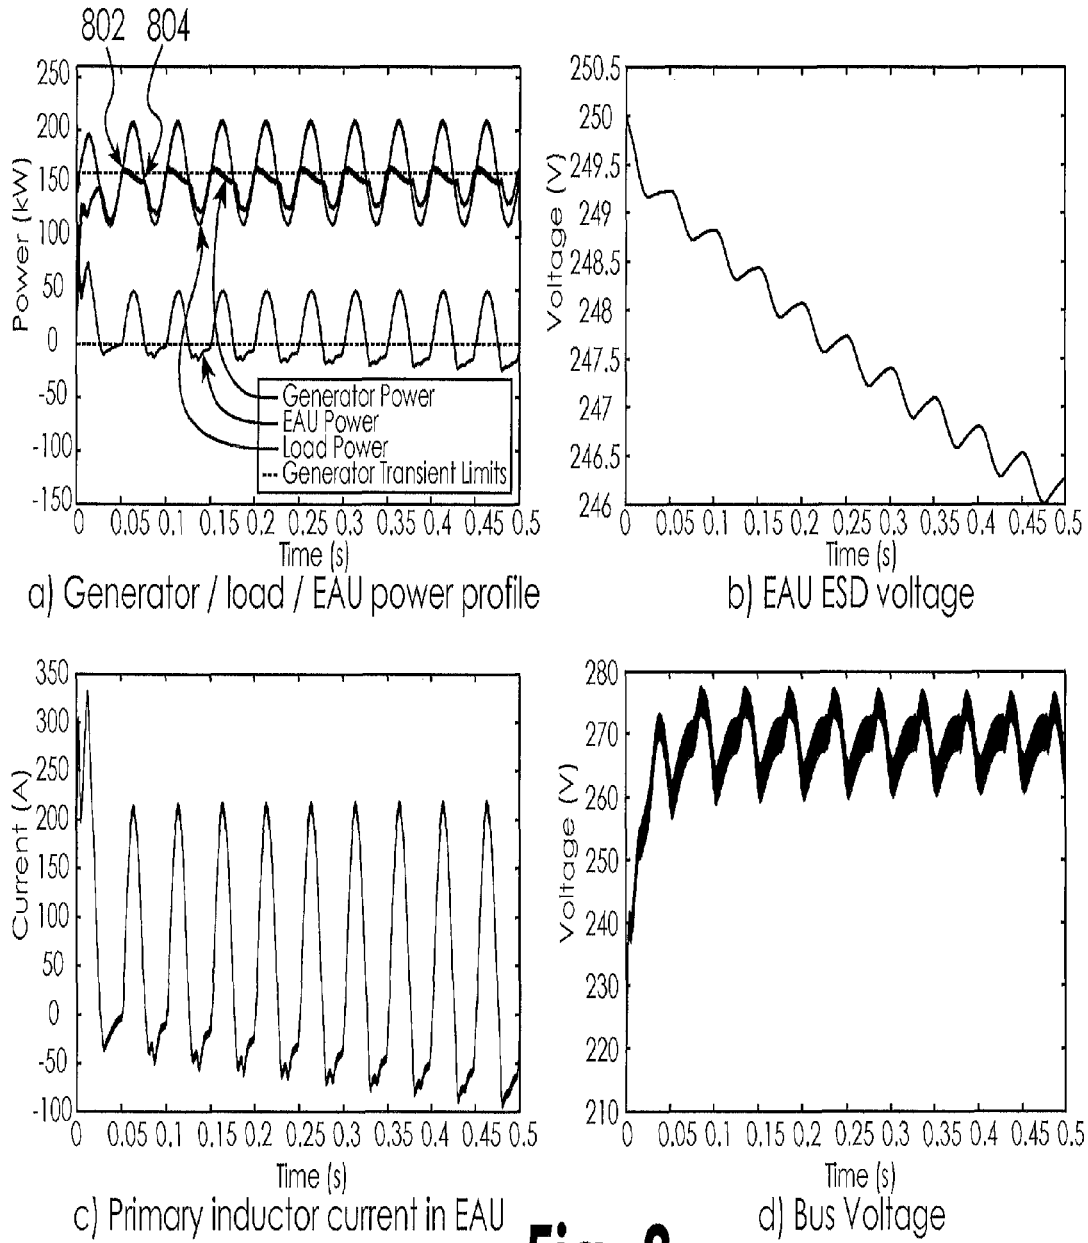 802 804
250
200
150
100
50
0
-50
-100
-150
Power (kW)
Generator Power
EAU Power
Load Power
Generator Transient Limits
0 0.05 0.1 0.15 0.2 0.25 0.3 0.35 0.4 0.45 0.5
Time (s)
a) Generator / load / EAU power profile
250.5
250
249.5
249
248.5
248
247.5
247
246.5
246
Voltage (V)
0 0.05 0.1 0.15 0.2 0.25 0.3 0.35 0.4 0.45 0.5
Time (s)
b) EAU ESD voltage
350
300
250
200
150
100
50
0
-50
-100
Current (A)
0 0.05 0.1 0.15 0.2 0.25 0.3 0.35 0.4 0.45 0.5
Time (s)
c) Primary inductor current in EAU
280
270
260
250
240
230
220
210
Voltage (V)
0 0.05 0.1 0.15 0.2 0.25 0.3 0.35 0.4 0.45 0.5
Time (s)
d) Bus Voltage